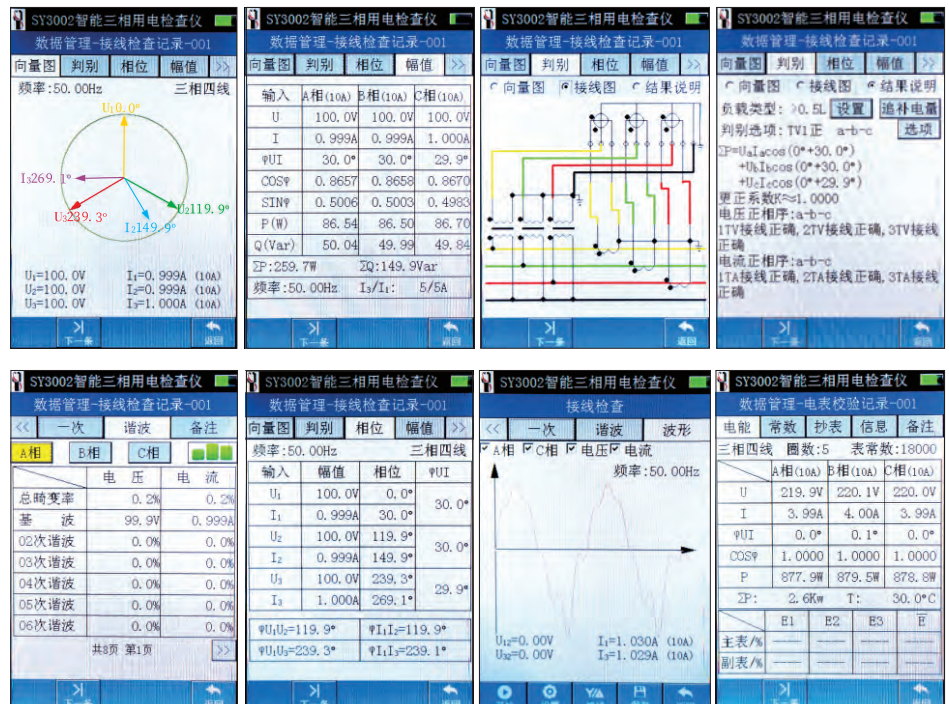 SY3002智能三相用电检查仪
数据管理-接线检查记录-001
向量图 判别 相位 幅值 >>
频率:50.00Hz 三相四线
U₁0.0°
I₃269.1°
U₃239.3°
U₂119.9°
I₂149.9°
U₁=100.0V I₁=0.999A (10A)
U₂=100.0V I₂=0.999A (10A)
U₃=100.0V I₃=1.000A (10A)
下一条 返回
SY3002智能三相用电检查仪
数据管理-接线检查记录-001
向量图 判别 相位 幅值 >>
输入 A相(10A) B相(10A) C相(10A)
U 100.0V 100.0V 100.0V
I 0.999A 0.999A 1.000A
φUI 30.0° 30.0° 29.9°
COSφ 0.8657 0.8658 0.8670
SINφ 0.5006 0.5003 0.4983
P(W) 86.54 86.50 86.70
Q(Var) 50.04 49.99 49.84
ΣP:259.7W ΣQ:149.9Var
频率:50.00Hz I₃/I₁: 5/5A
下一条 返回
SY3002智能三相用电检查仪
数据管理-接线检查记录-001
向量图 判别 相位 幅值 >>
向量图 接线图 结果说明
下一条 返回
SY3002智能三相用电检查仪
数据管理-接线检查记录-001
向量图 判别 相位 幅值 >>
向量图 接线图 结果说明
负载类型: >0.5L 设置 追补电量
判别选项: TV1正 a-b-c 选项
ΣP=UₐIₐcos(0°+30.0°)
+UbIbcos(0°+30.0°)
+UcIccos(0°+29.9°)
更正系数K≈1.0000
电压正相序:a-b-c
1TV接线正确,2TV接线正确,3TV接线
正确
电流正相序:a-b-c
1TA接线正确,2TA接线正确,3TA接线
正确
下一条 返回
SY3002智能三相用电检查仪
数据管理-接线检查记录-001
<< 一次 谐波 备注
A相 B相 C相
电 压 电 流
总畸变率 0.2% 0.2%
基 波 99.9V 0.999A
02次谐波 0.0% 0.0%
03次谐波 0.0% 0.0%
04次谐波 0.0% 0.0%
05次谐波 0.0% 0.0%
06次谐波 0.0% 0.0%
共8页 第1页 >>
下一条 返回
SY3002智能三相用电检查仪
数据管理-接线检查记录-001
向量图 判别 相位 幅值 >>
频率:50.00Hz 三相四线
输入 幅值 相位 φUI
U₁ 100.0V 0.0°
30.0°
I₁ 0.999A 30.0°
U₂ 100.0V 119.9°
30.0°
I₂ 0.999A 149.9°
U₃ 100.0V 239.3°
29.9°
I₃ 1.000A 269.1°
φU₁U₂=119.9° φI₁I₂=119.9°
φU₁U₃=239.3° φI₁I₃=239.1°
下一条 返回
SY3002智能三相用电检查仪
接线检查
<< 一次 谐波 波形
A相 C相 电压 电流
频率:50.00Hz
U₁₂=0.00V I₁=1.030A (10A)
U₃₂=0.00V I₃=1.029A (10A)
Y/△
SY3002智能三相用电检查仪
数据管理-电表校验记录-001
电能 常数 抄表 信息 备注
三相四线 圈数:5 表常数:18000
A相(10A) B相(10A) C相(10A)
U 219.9V 220.1V 220.0V
I 3.99A 4.00A 3.99A
φUI 0.0° 0.1° 0.0°
COSφ 1.0000 1.0000 1.0000
P 877.9W 879.5W 878.8W
ΣP: 2.6Kw T: 30.0°C
E1 E2 E3 E̅
主表/% ---- ---- ---- ----
副表/% ---- ---- ---- ----
下一条 返回